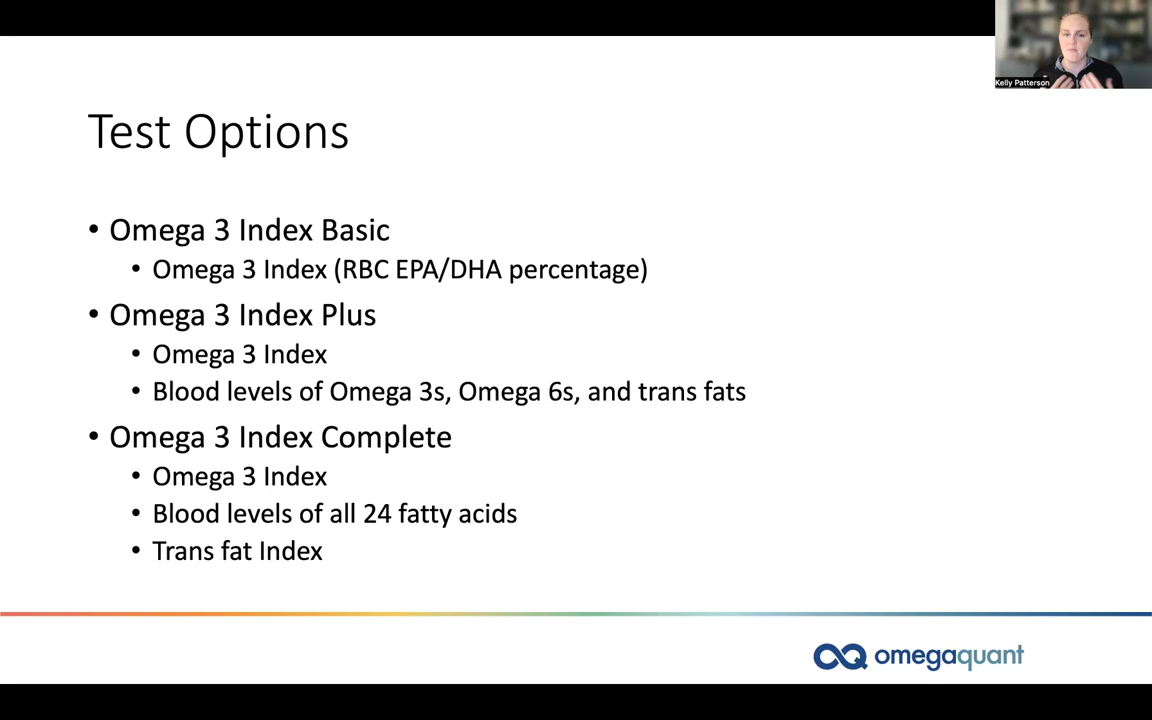 Kelly Patterson
Test Options
• Omega 3 Index Basic
• Omega 3 Index (RBC EPA/DHA percentage)
• Omega 3 Index Plus
• Omega 3 Index
• Blood levels of Omega 3s, Omega 6s, and trans fats
• Omega 3 Index Complete
• Omega 3 Index
• Blood levels of all 24 fatty acids
• Trans fat Index
omegaquant